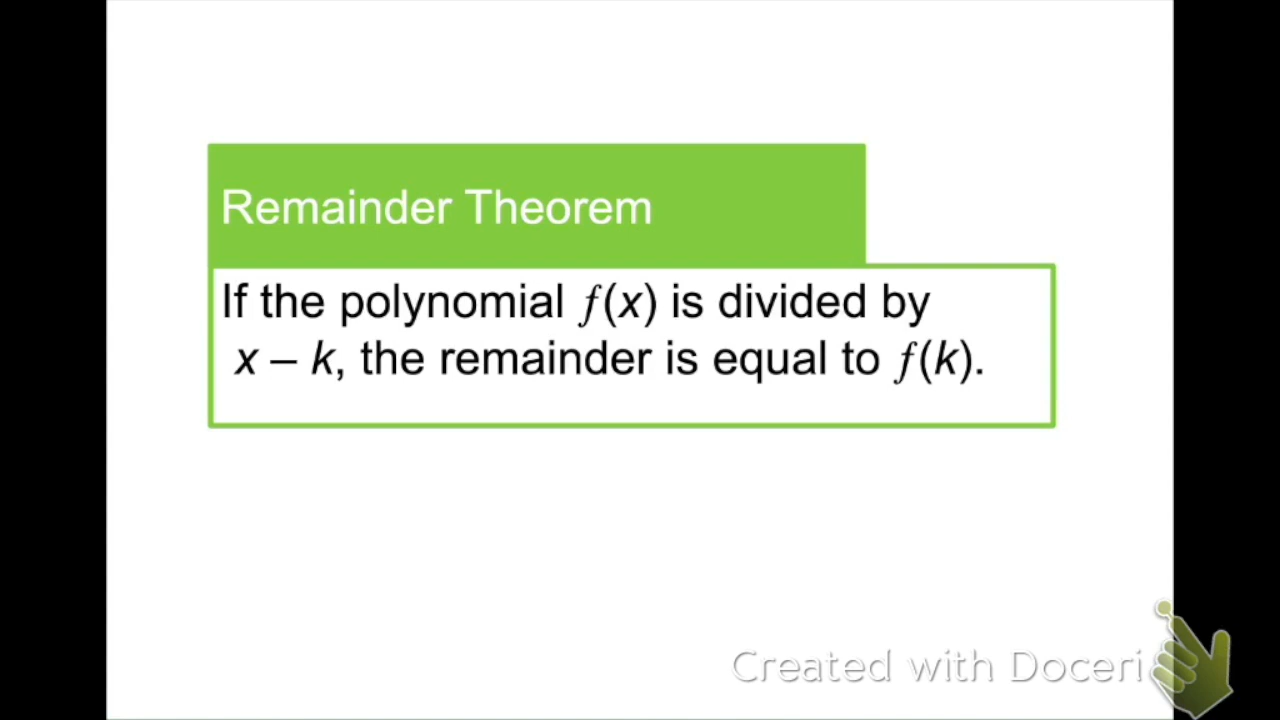 Remainder Theorem
If the polynomial f(x) is divided by
x – k, the remainder is equal to f(k).
Created with Doceri